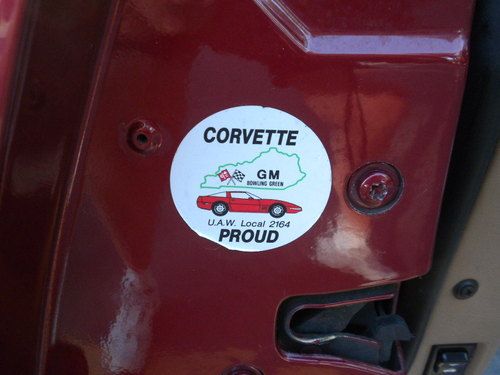 CORVETTE
GM
BOWLING GREEN
U.A.W. Local 2164
PROUD